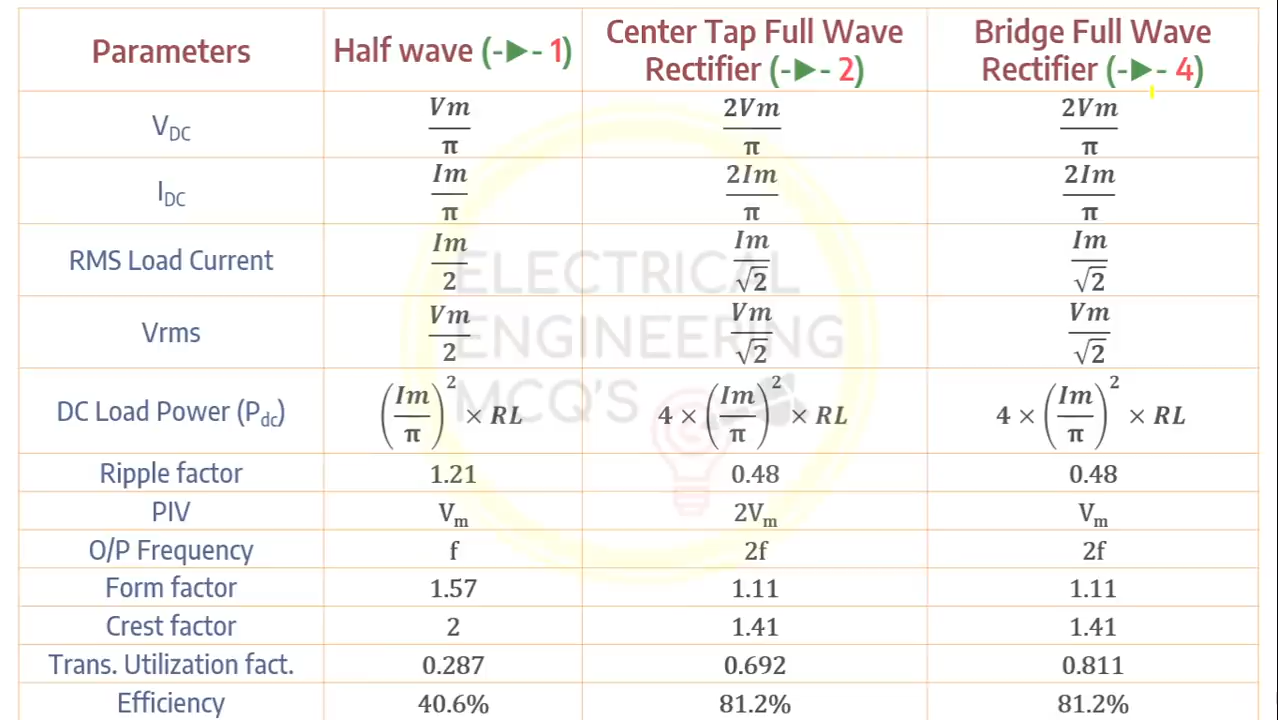 Parameters | Half wave (-▶- 1) | Center Tap Full Wave Rectifier (-▶- 2) | Bridge Full Wave Rectifier (-▶- 4)
V_DC | Vm/π | 2Vm/π | 2Vm/π
I_DC | Im/π | 2Im/π | 2Im/π
RMS Load Current | Im/2 | Im/√2 | Im/√2
Vrms | Vm/2 | Vm/√2 | Vm/√2
DC Load Power (P_dc) | (Im/π)² × RL | 4 × (Im/π)² × RL | 4 × (Im/π)² × RL
Ripple factor | 1.21 | 0.48 | 0.48
PIV | V_m | 2V_m | V_m
O/P Frequency | f | 2f | 2f
Form factor | 1.57 | 1.11 | 1.11
Crest factor | 2 | 1.41 | 1.41
Trans. Utilization fact. | 0.287 | 0.692 | 0.811
Efficiency | 40.6% | 81.2% | 81.2%
ELECTRICAL
ENGINEERING
MCQ'S